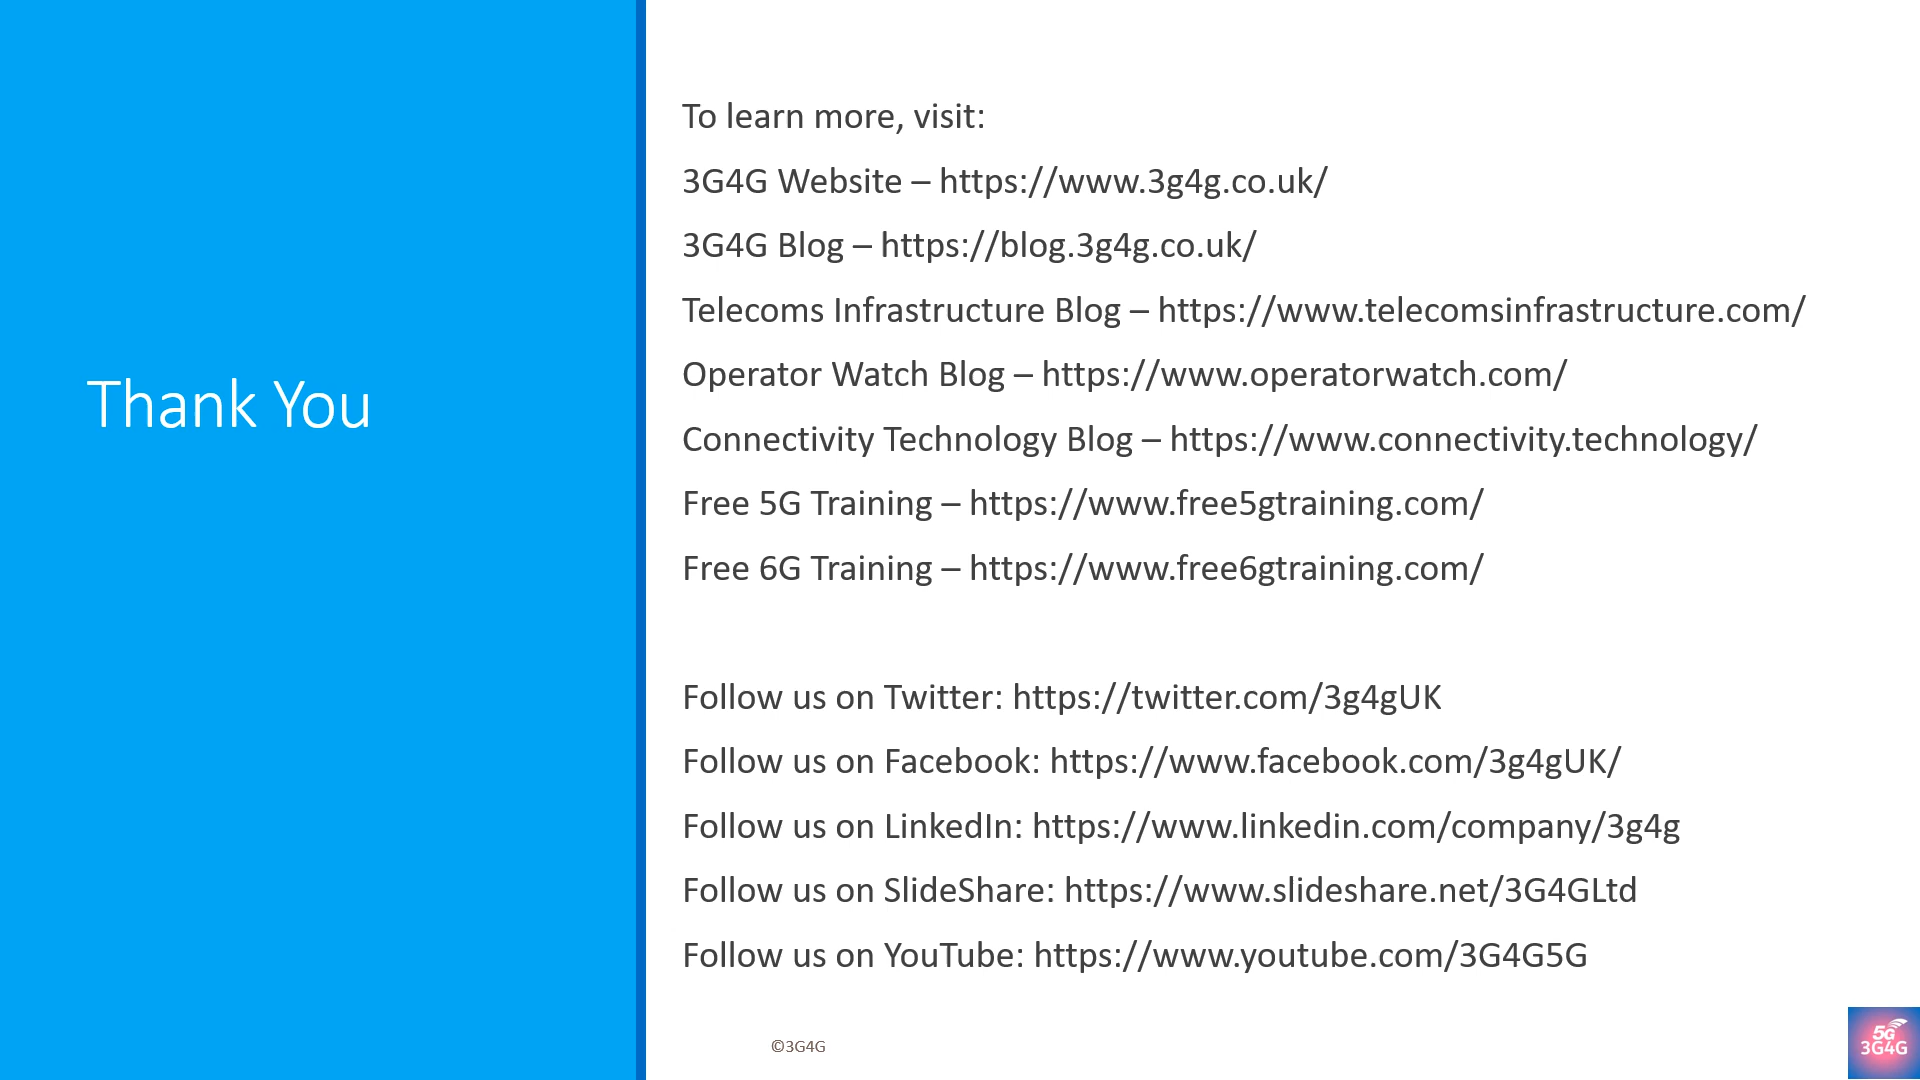 Thank You
To learn more, visit:
3G4G Website – https://www.3g4g.co.uk/
3G4G Blog – https://blog.3g4g.co.uk/
Telecoms Infrastructure Blog – https://www.telecomsinfrastructure.com/
Operator Watch Blog – https://www.operatorwatch.com/
Connectivity Technology Blog – https://www.connectivity.technology/
Free 5G Training – https://www.free5gtraining.com/
Free 6G Training – https://www.free6gtraining.com/
Follow us on Twitter: https://twitter.com/3g4gUK
Follow us on Facebook: https://www.facebook.com/3g4gUK/
Follow us on LinkedIn: https://www.linkedin.com/company/3g4g
Follow us on SlideShare: https://www.slideshare.net/3G4GLtd
Follow us on YouTube: https://www.youtube.com/3G4G5G
©3G4G
5G
3G4G